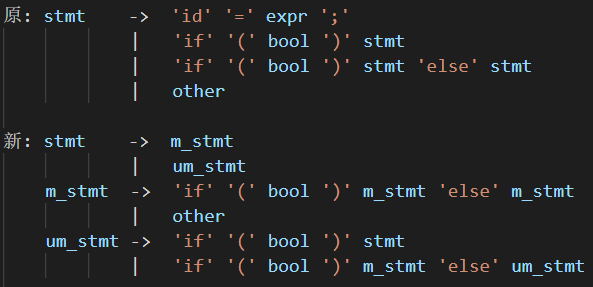 原: stmt -> 'id' '=' expr ';'
| 'if' '(' bool ')' stmt
| 'if' '(' bool ')' stmt 'else' stmt
| other
新: stmt -> m_stmt
| um_stmt
m_stmt -> 'if' '(' bool ')' m_stmt 'else' m_stmt
| other
um_stmt -> 'if' '(' bool ')' stmt
| 'if' '(' bool ')' m_stmt 'else' um_stmt